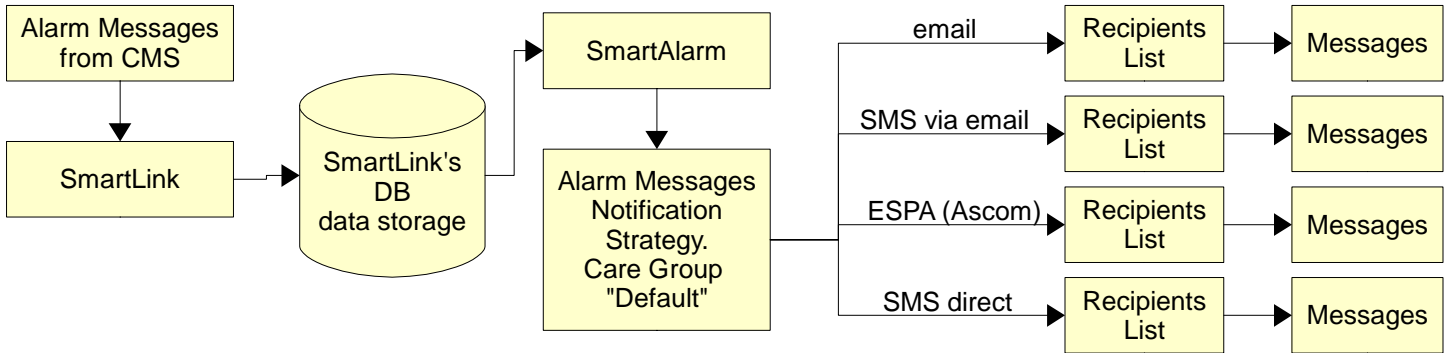 Alarm Messages
from CMS
SmartLink
SmartLink's
DB
data storage
SmartAlarm
Alarm Messages
Notification
Strategy.
Care Group
"Default"
email
Recipients
List
Messages
SMS via email
Recipients
List
Messages
ESPA (Ascom)
Recipients
List
Messages
SMS direct
Recipients
List
Messages